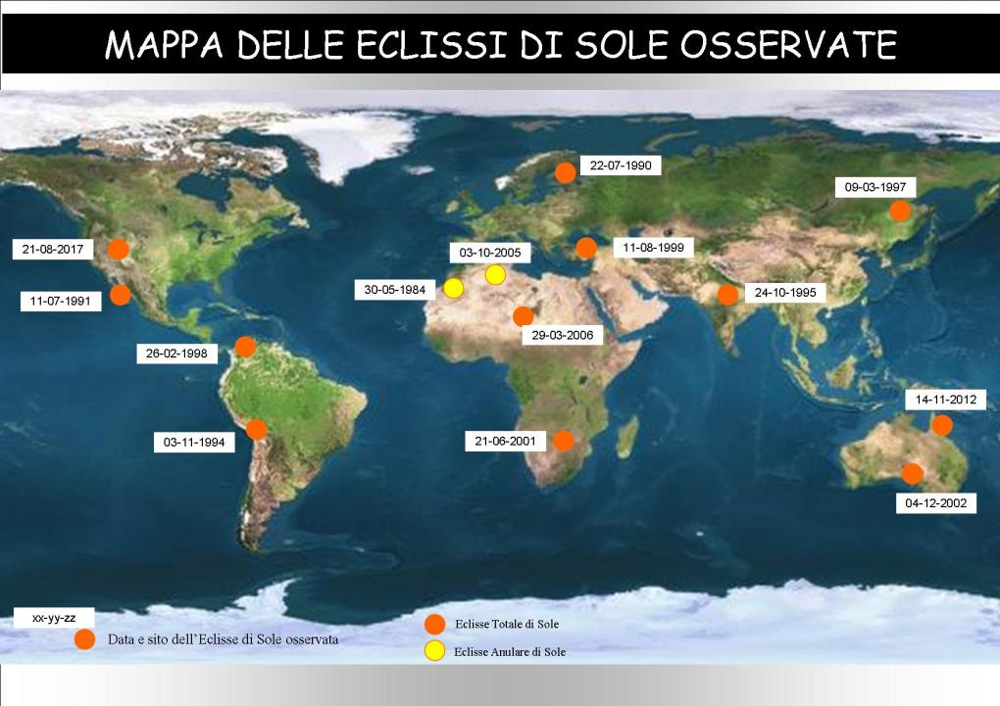 MAPPA DELLE ECLISSI DI SOLE OSSERVATE
22-07-1990
09-03-1997
21-08-2017
03-10-2005
11-08-1999
30-05-1984
24-10-1995
11-07-1991
29-03-2006
26-02-1998
14-11-2012
03-11-1994
21-06-2001
04-12-2002
xx-yy-zz
Data e sito dell'Eclisse di Sole osservata
Eclisse Totale di Sole
Eclisse Anulare di Sole